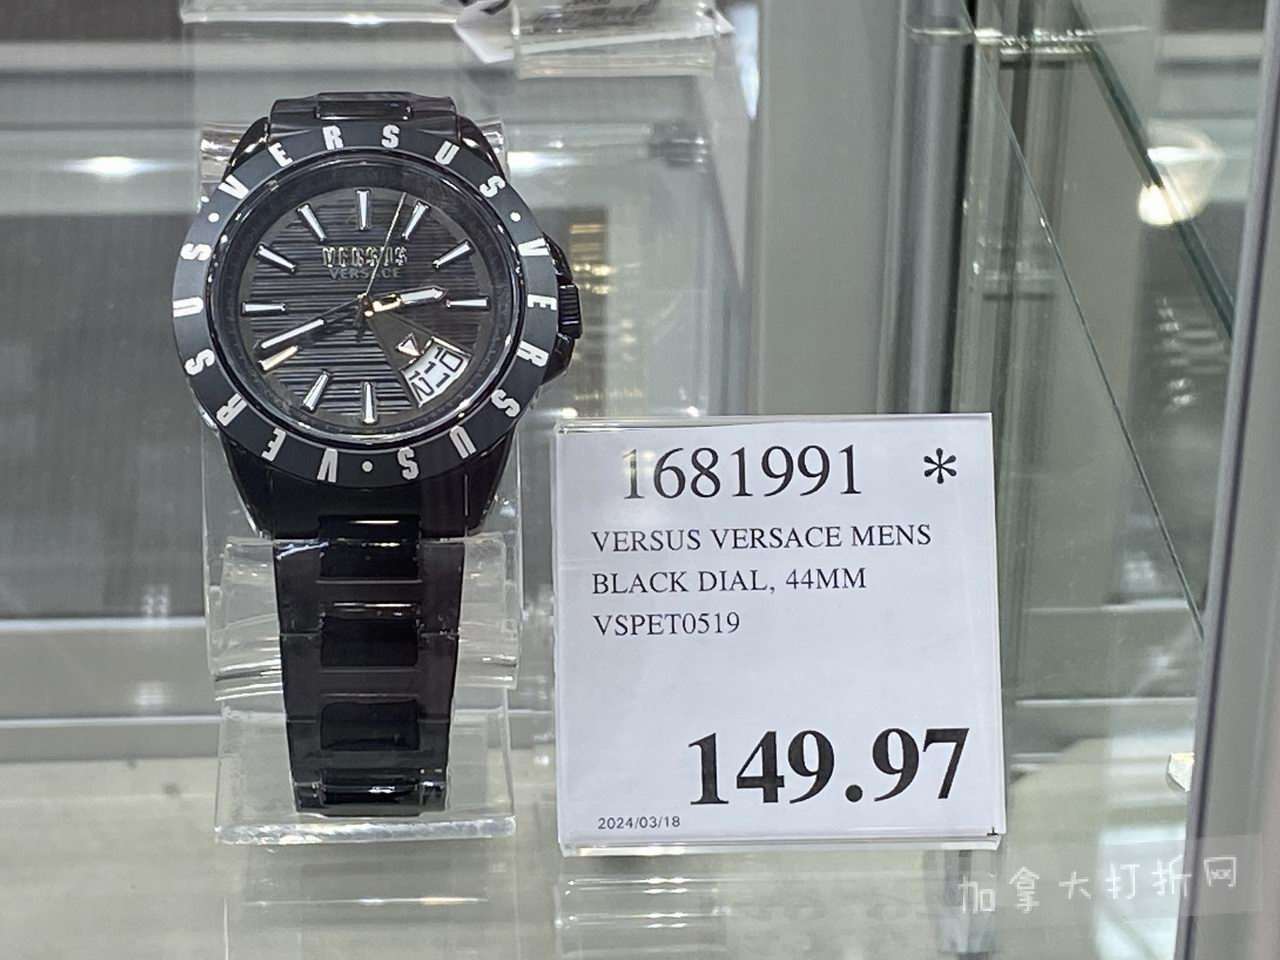 VERSUS • VERSUS • VERSUS •
VERSUS
VERSACE
1681991 *
VERSUS VERSACE MENS
BLACK DIAL, 44MM
VSPET0519
149.97
2024/03/18
加拿大打折网